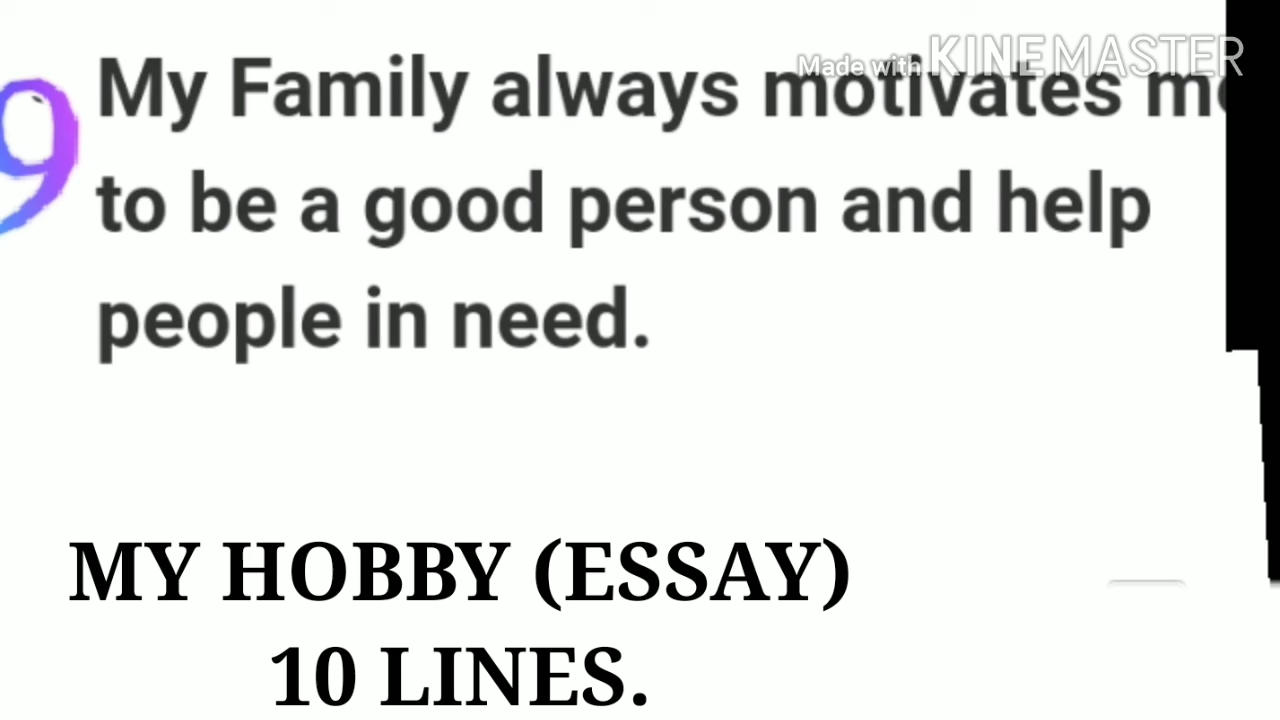 Made with KINEMASTER
9 My Family always motivates me
to be a good person and help
people in need.
MY HOBBY (ESSAY)
10 LINES.